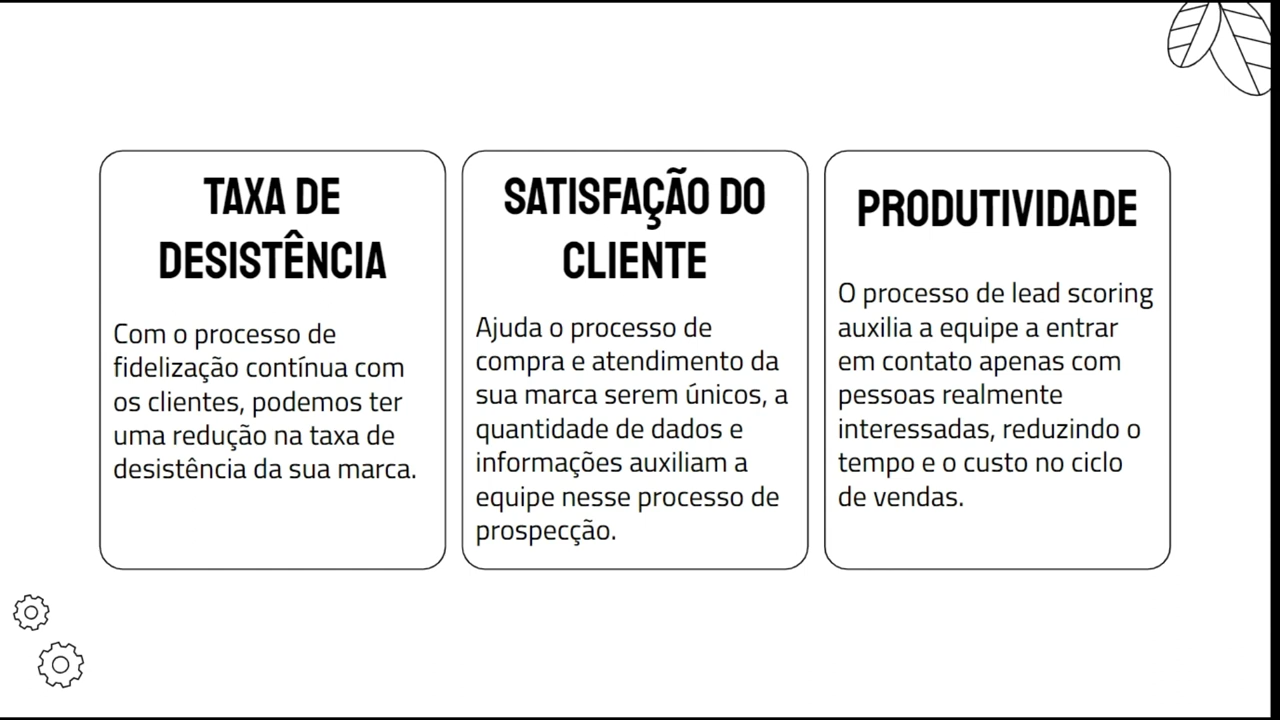 TAXA DE
DESISTÊNCIA
Com o processo de
fidelização contínua com
os clientes, podemos ter
uma redução na taxa de
desistência da sua marca.
SATISFAÇÃO DO
CLIENTE
Ajuda o processo de
compra e atendimento da
sua marca serem únicos, a
quantidade de dados e
informações auxiliam a
equipe nesse processo de
prospecção.
PRODUTIVIDADE
O processo de lead scoring
auxilia a equipe a entrar
em contato apenas com
pessoas realmente
interessadas, reduzindo o
tempo e o custo no ciclo
de vendas.